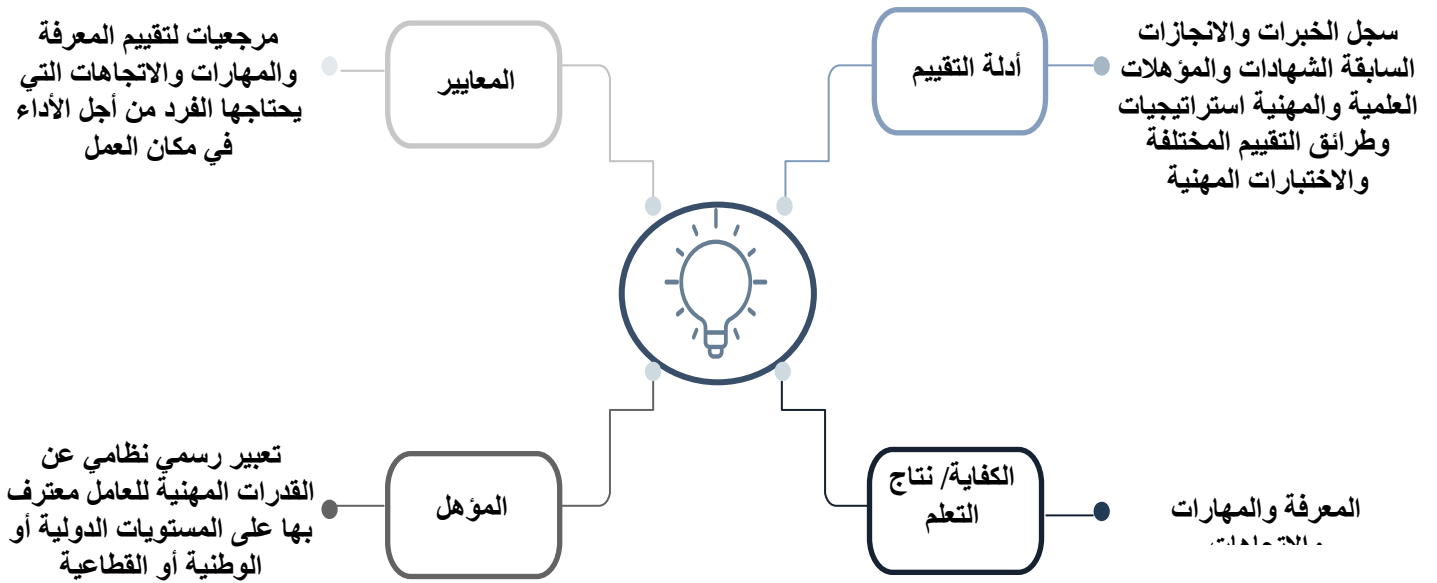 سجل الخبرات والانجازات
السابقة الشهادات والمؤهلات
العلمية والمهنية استراتيجيات
وطرائق التقييم المختلفة
والاختبارات المهنية
أدلة التقييم
المعايير
مرجعيات لتقييم المعرفة
والمهارات والاتجاهات التي
يحتاجها الفرد من أجل الأداء
في مكان العمل
المعرفة والمهارات
والاتجاهات
الكفاية/ نتاج
التعلم
المؤهل
تعبير رسمي نظامي عن
القدرات المهنية للعامل معترف
بها على المستويات الدولية أو
الوطنية أو القطاعية